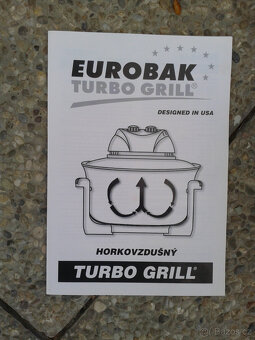 EUROBAK
TURBO GRILL®
DESIGNED IN USA
HORKOVZDUŠNÝ
TURBO GRILL